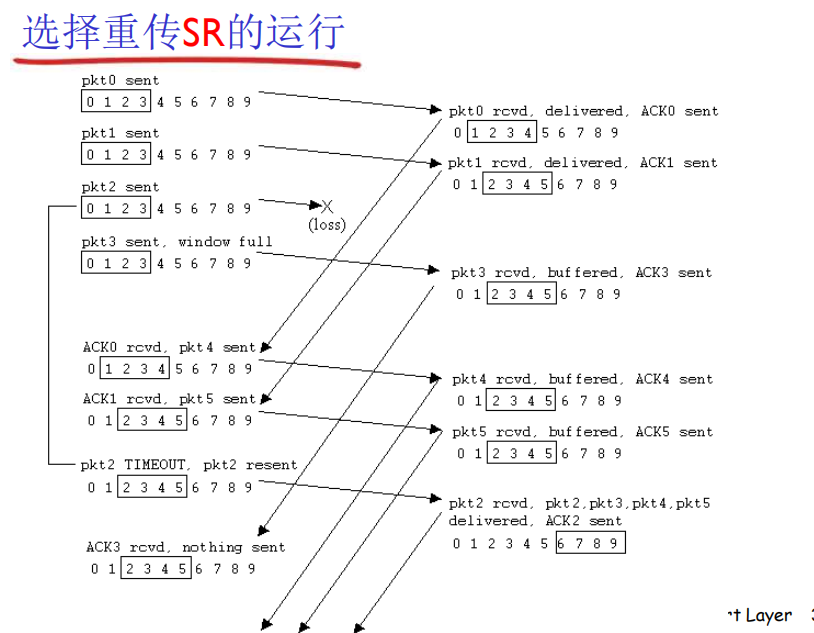 选择重传SR的运行
pkt0 sent
0 1 2 3 4 5 6 7 8 9
pkt0 rcvd, delivered, ACK0 sent
0 1 2 3 4 5 6 7 8 9
pkt1 sent
0 1 2 3 4 5 6 7 8 9
pkt1 rcvd, delivered, ACK1 sent
0 1 2 3 4 5 6 7 8 9
pkt2 sent
0 1 2 3 4 5 6 7 8 9
X
(loss)
pkt3 sent, window full
0 1 2 3 4 5 6 7 8 9
pkt3 rcvd, buffered, ACK3 sent
0 1 2 3 4 5 6 7 8 9
ACK0 rcvd, pkt4 sent
0 1 2 3 4 5 6 7 8 9
pkt4 rcvd, buffered, ACK4 sent
0 1 2 3 4 5 6 7 8 9
ACK1 rcvd, pkt5 sent
0 1 2 3 4 5 6 7 8 9
pkt5 rcvd, buffered, ACK5 sent
0 1 2 3 4 5 6 7 8 9
pkt2 TIMEOUT, pkt2 resent
0 1 2 3 4 5 6 7 8 9
pkt2 rcvd, pkt2,pkt3,pkt4,pkt5
delivered, ACK2 sent
0 1 2 3 4 5 6 7 8 9
ACK3 rcvd, nothing sent
0 1 2 3 4 5 6 7 8 9
rt Layer 3